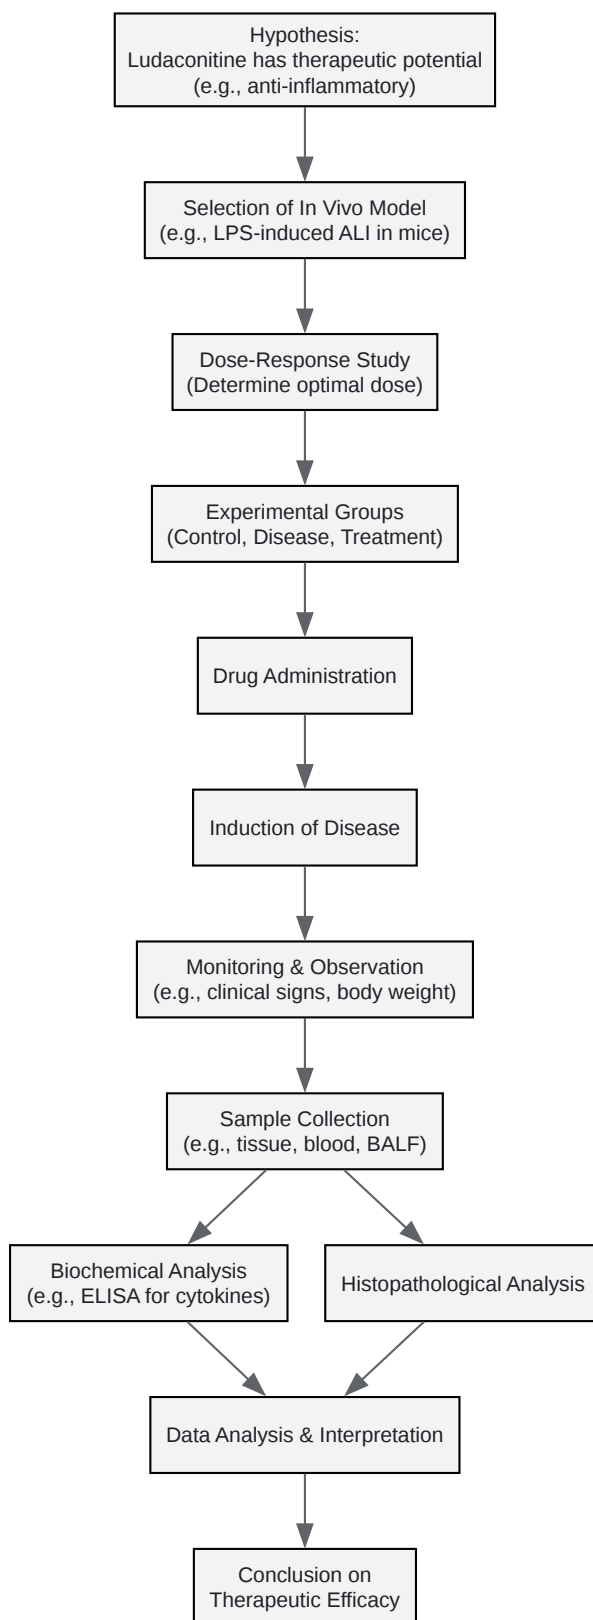 Hypothesis:
Ludaconitine has therapeutic potential
(e.g., anti-inflammatory)
Selection of In Vivo Model
(e.g., LPS-induced ALI in mice)
Dose-Response Study
(Determine optimal dose)
Experimental Groups
(Control, Disease, Treatment)
Drug Administration
Induction of Disease
Monitoring & Observation
(e.g., clinical signs, body weight)
Sample Collection
(e.g., tissue, blood, BALF)
Biochemical Analysis
(e.g., ELISA for cytokines)
Histopathological Analysis
Data Analysis & Interpretation
Conclusion on
Therapeutic Efficacy